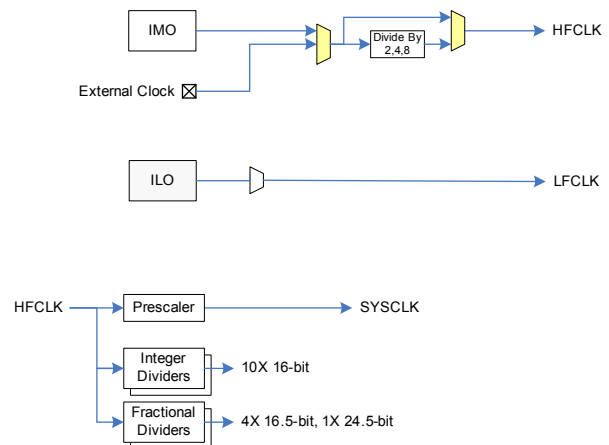 IMO
Divide By
2,4,8
HFCLK
External Clock
ILO
LFCLK
HFCLK
Prescaler
SYSCLK
Integer
Dividers
10X 16-bit
Fractional
Dividers
4X 16.5-bit, 1X 24.5-bit